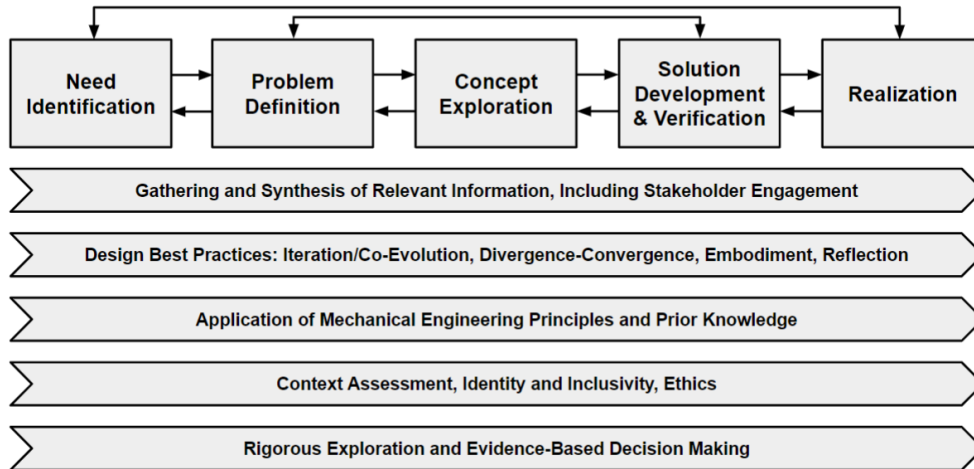 Need
Identification
Problem
Definition
Concept
Exploration
Solution
Development
& Verification
Realization
Gathering and Synthesis of Relevant Information, Including Stakeholder Engagement
Design Best Practices: Iteration/Co-Evolution, Divergence-Convergence, Embodiment, Reflection
Application of Mechanical Engineering Principles and Prior Knowledge
Context Assessment, Identity and Inclusivity, Ethics
Rigorous Exploration and Evidence-Based Decision Making